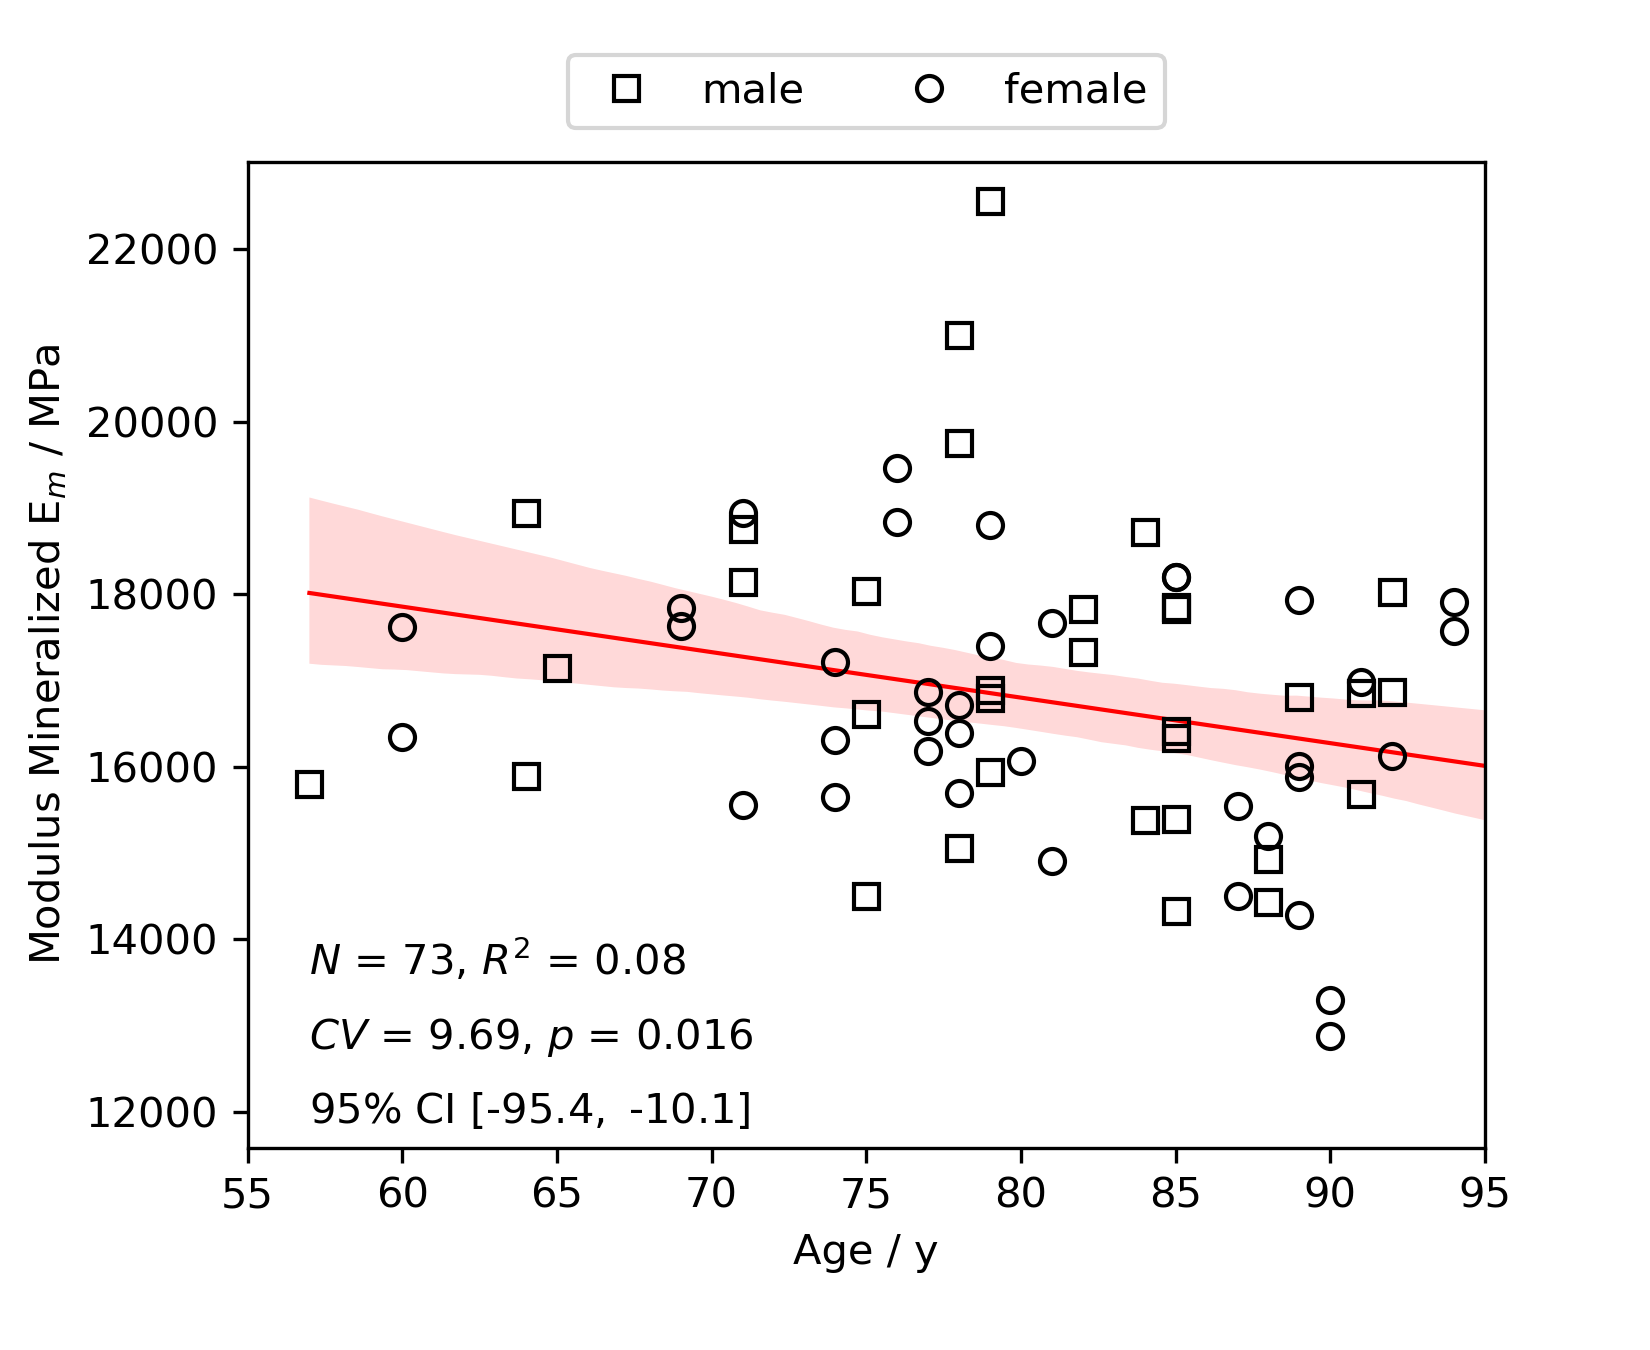 male female
22000
20000
18000
16000
14000
12000
Modulus Mineralized Eₘ / MPa
N = 73, R² = 0.08
CV = 9.69, p = 0.016
95% CI [-95.4, -10.1]
55 60 65 70 75 80 85 90 95
Age / y